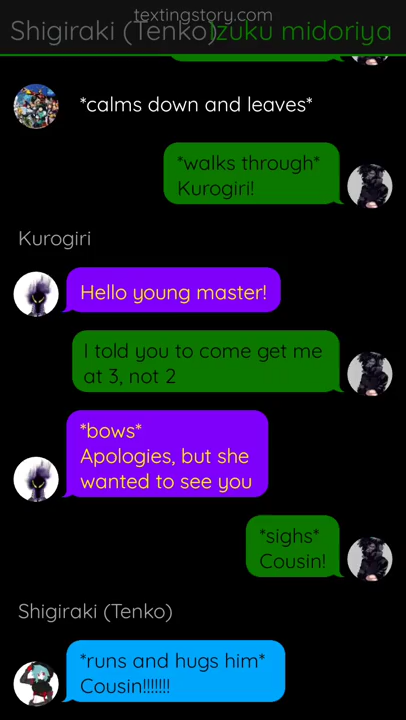 textingstory.com
Shigiraki (Tenko)
zuku midoriya
*calms down and leaves*
*walks through*
Kurogiri!
Kurogiri
Hello young master!
I told you to come get me
at 3, not 2
*bows*
Apologies, but she
wanted to see you
*sighs*
Cousin!
Shigiraki (Tenko)
*runs and hugs him*
Cousin!!!!!!!